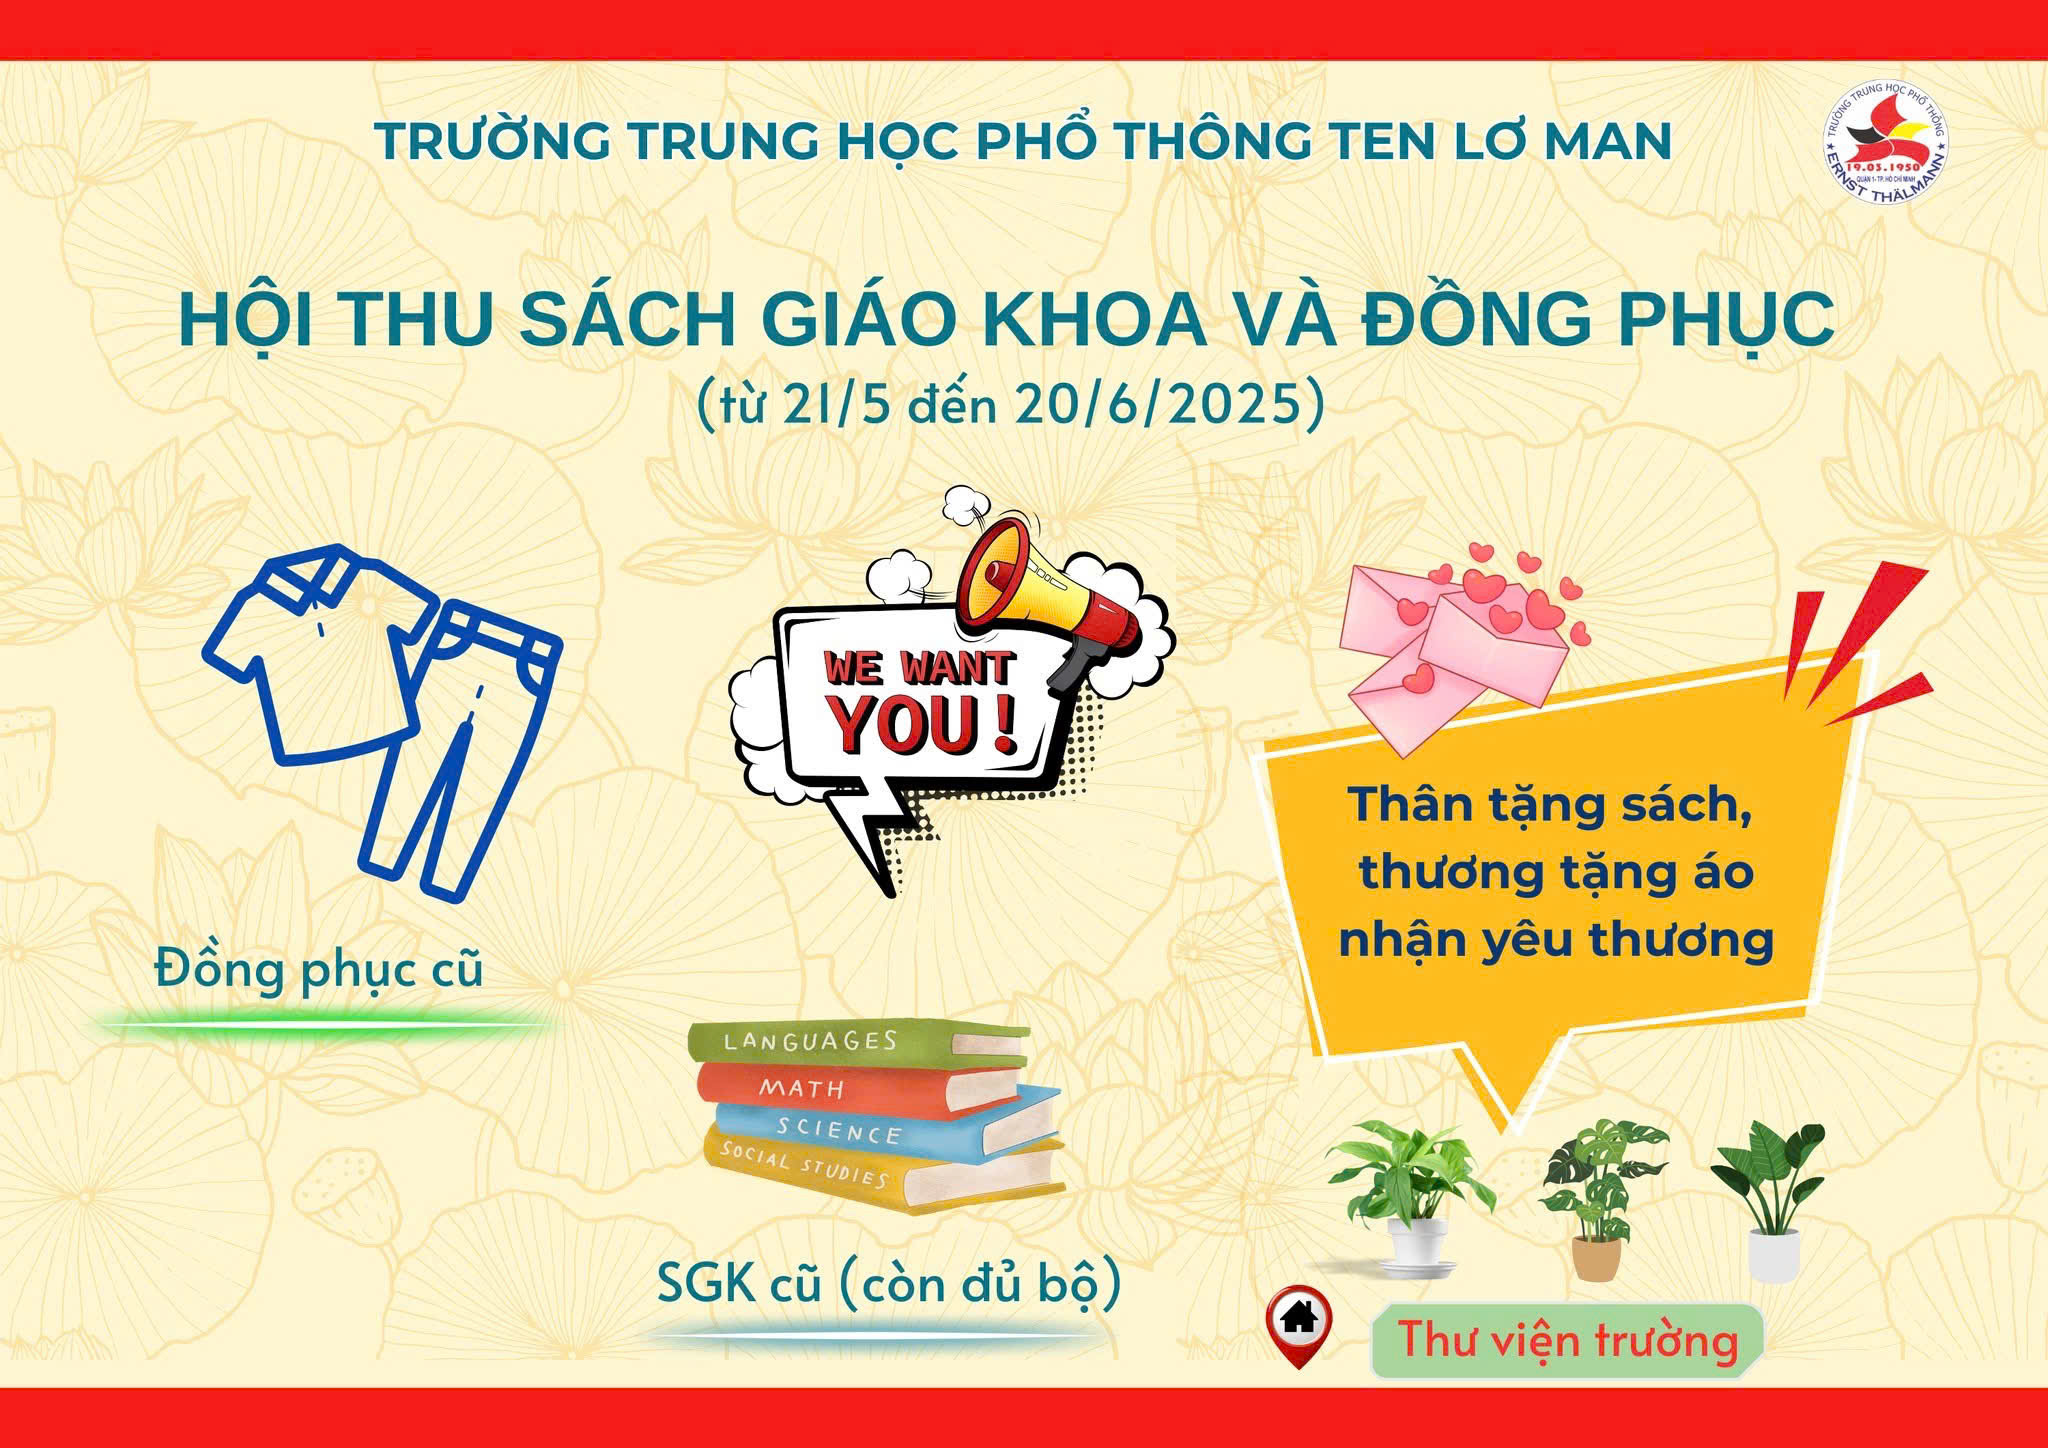 TRƯỜNG TRUNG HỌC PHỔ THÔNG TEN LƠ MAN
TRƯỜNG TRUNG HỌC PHỔ THÔNG
19.03.1950
QUẬN 1 - TP. HỒ CHÍ MINH
★ ERNST THÄLMANN ★
HỘI THU SÁCH GIÁO KHOA VÀ ĐỒNG PHỤC
(từ 21/5 đến 20/6/2025)
WE WANT
YOU!
Thân tặng sách,
thương tặng áo
nhận yêu thương
Đồng phục cũ
LANGUAGES
MATH
SCIENCE
SOCIAL STUDIES
SGK cũ (còn đủ bộ)
Thư viện trường